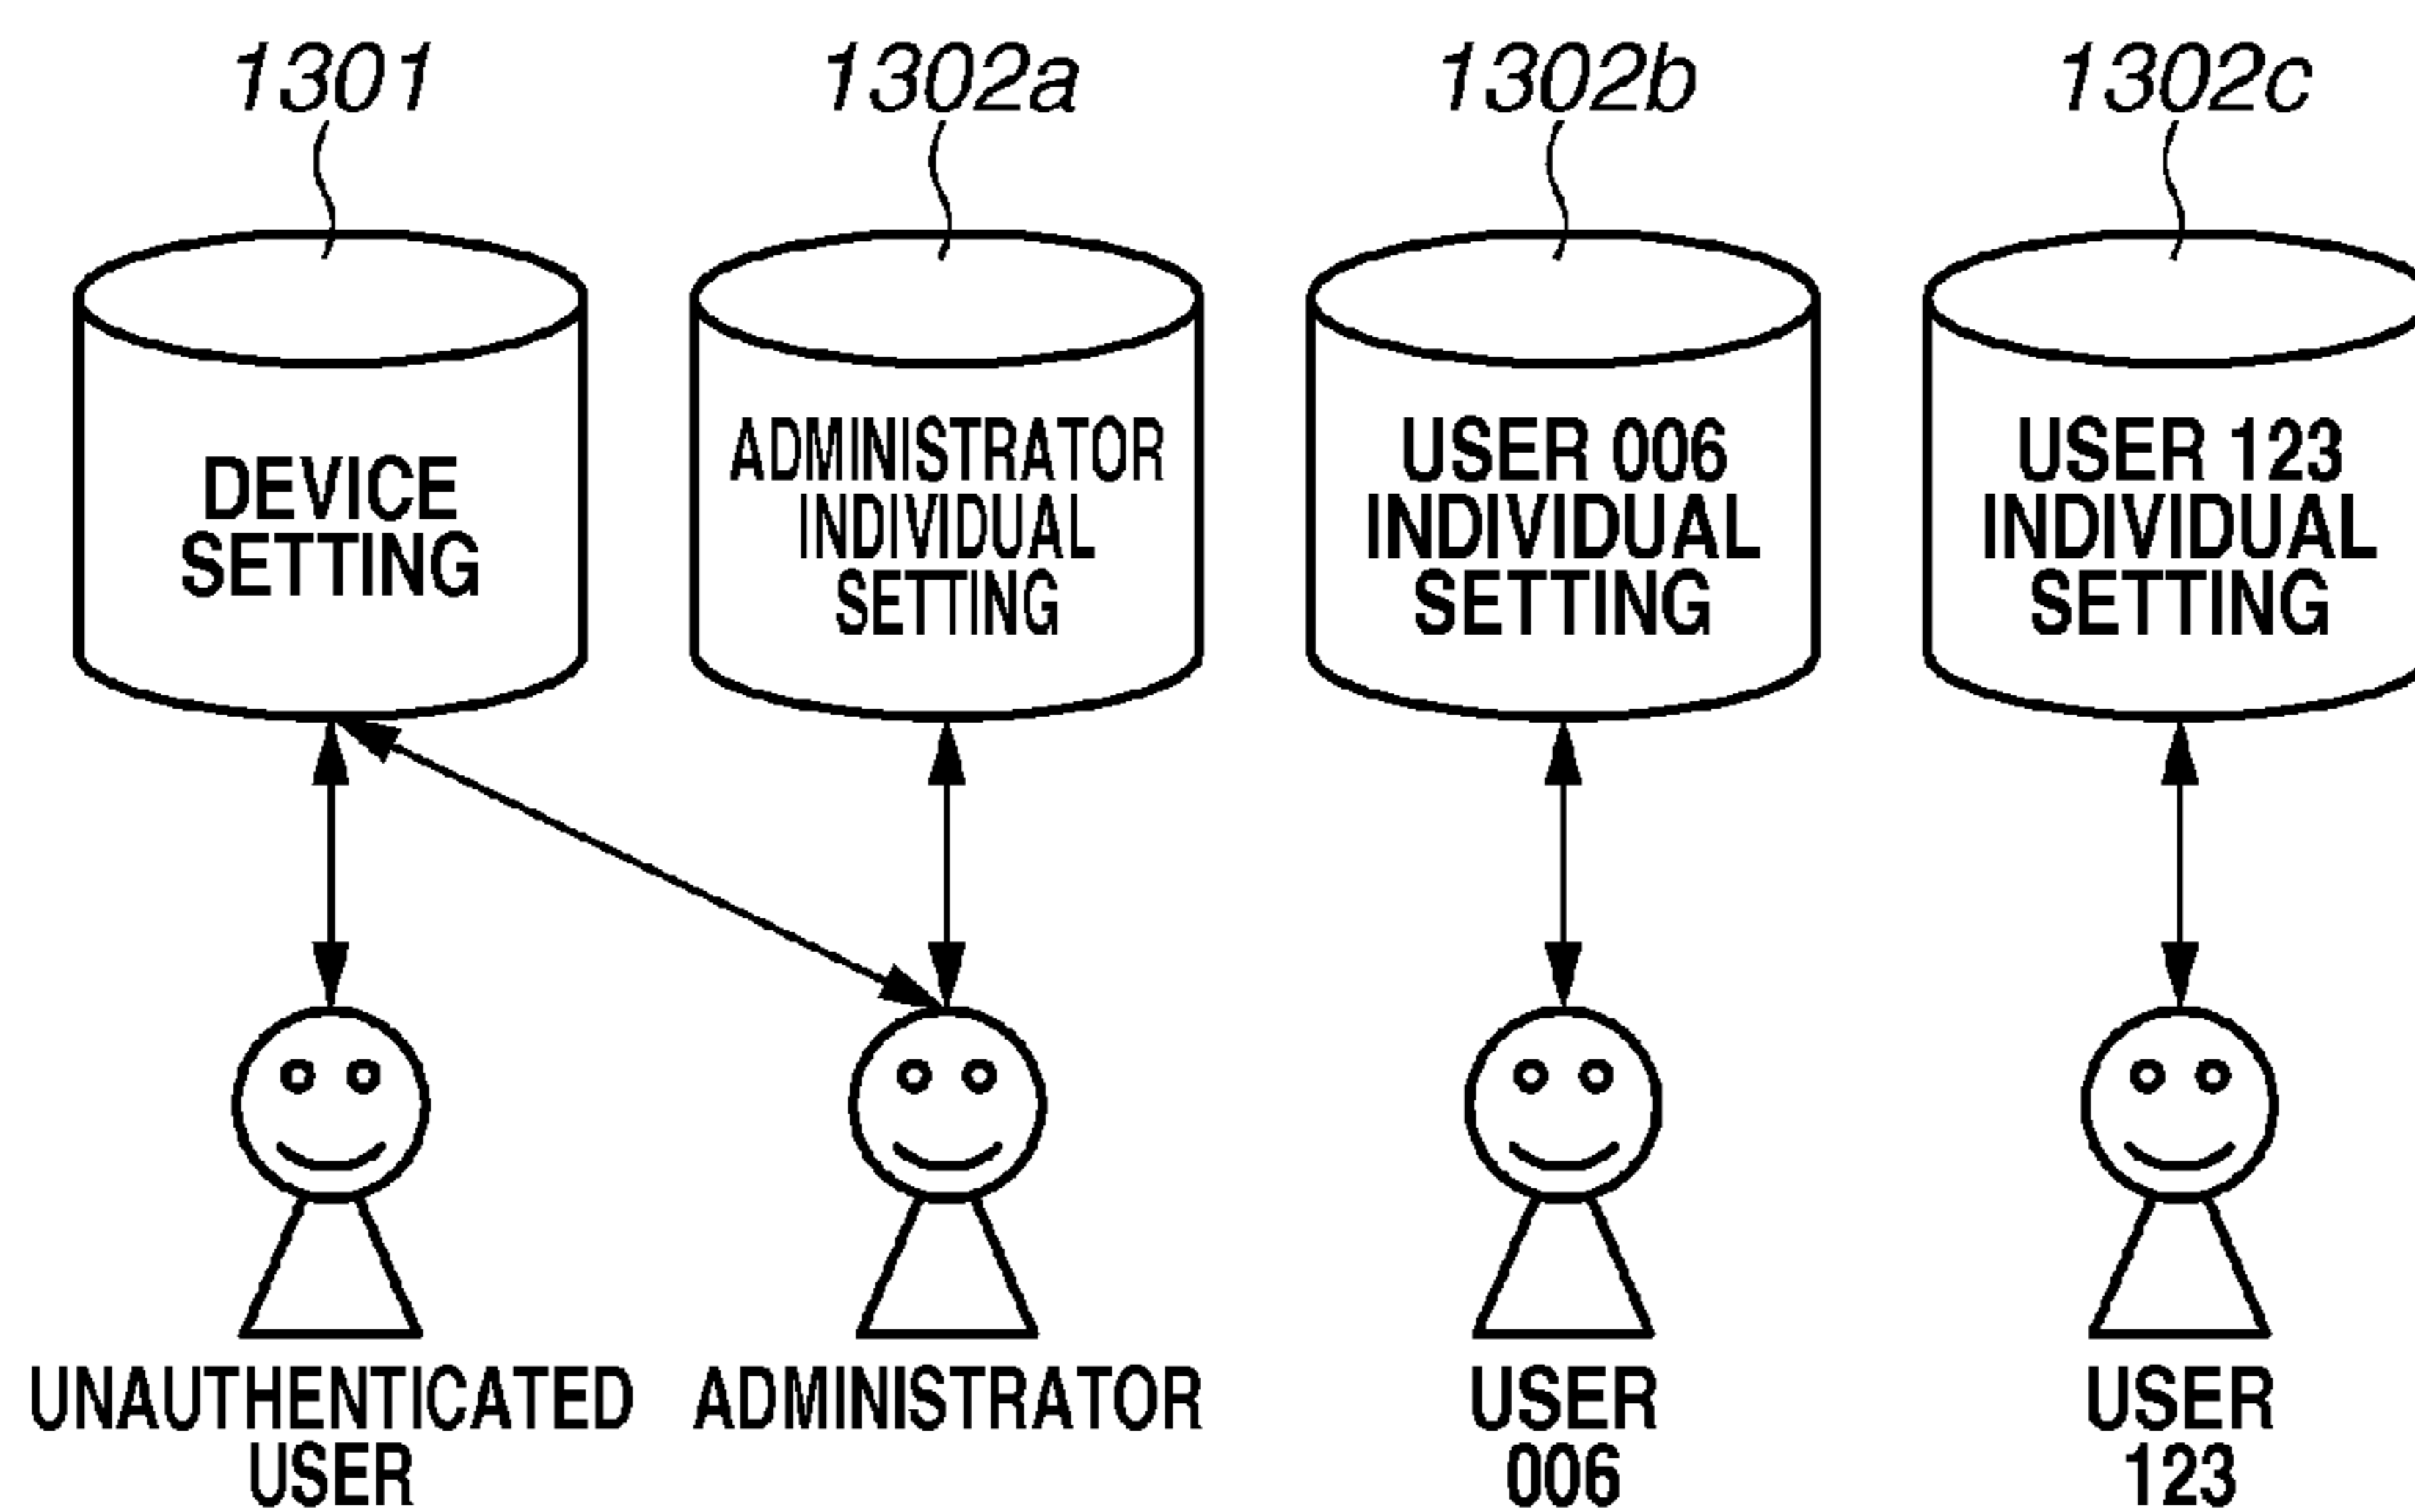 1301
1302a
1302b
1302c
DEVICE
SETTING
ADMINISTRATOR
INDIVIDUAL
SETTING
USER 006
INDIVIDUAL
SETTING
USER 123
INDIVIDUAL
SETTING
UNAUTHENTICATED
USER
ADMINISTRATOR
USER
006
USER
123